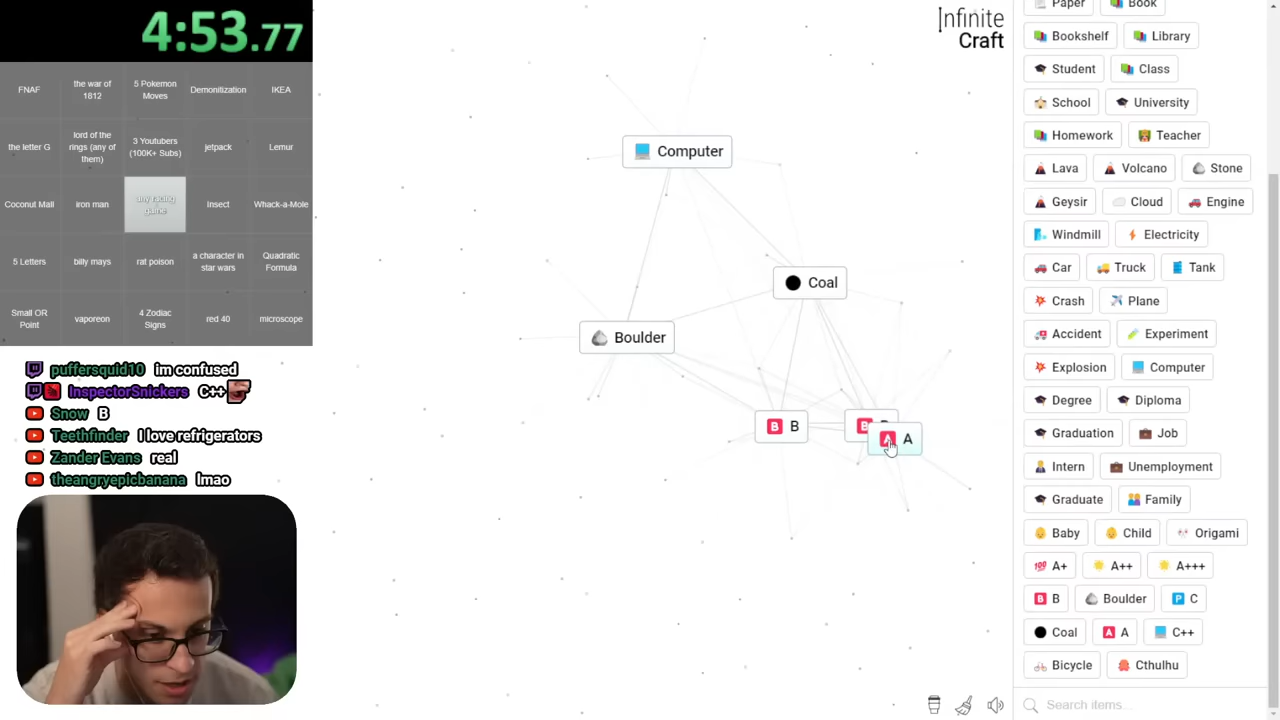 4:53.77
FNAF
the war of 1812
5 Pokemon Moves
Demonitization
IKEA
the letter G
lord of the rings (any of them)
3 Youtubers (100K+ Subs)
jetpack
Lemur
Coconut Mall
iron man
any racing game
Insect
Whack-a-Mole
5 Letters
billy mays
rat poison
a character in star wars
Quadratic Formula
Small OR Point
vaporeon
4 Zodiac Signs
red 40
microscope
puffersquid10 im confused
InspectorSnickers C++
Snow B
Teethfinder I love refrigerators
Zander Evans real
theangryepicbanana lmao
Infinite Craft
Computer
Coal
Boulder
B B
B
A A
Paper Book
Bookshelf Library
Student Class
School University
Homework Teacher
Lava Volcano Stone
Geysir Cloud Engine
Windmill Electricity
Car Truck Tank
Crash Plane
Accident Experiment
Explosion Computer
Degree Diploma
Graduation Job
Intern Unemployment
Graduate Family
Baby Child Origami
100 A+ A++ A+++
B B Boulder P C
Coal A A C++
Bicycle Cthulhu
Search items...